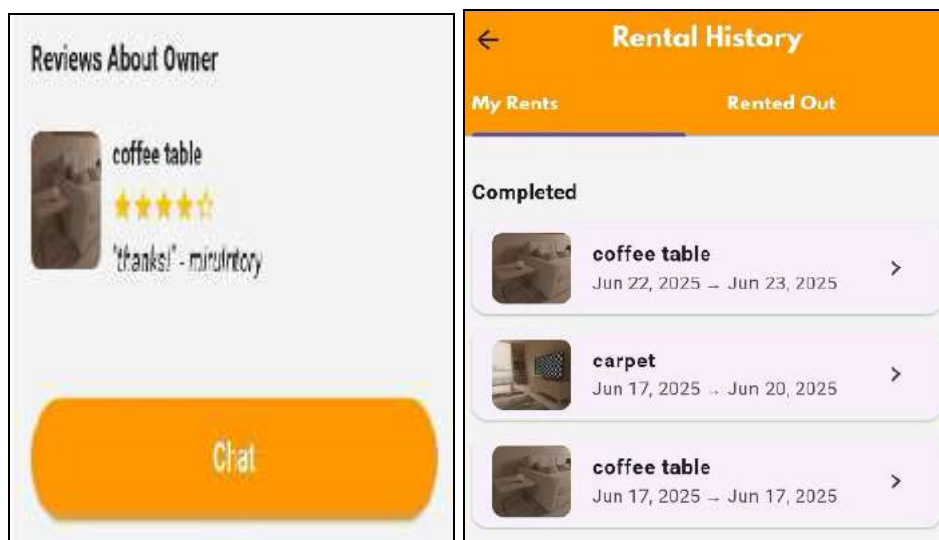 Reviews About Owner
coffee table
"thanks!" -
Chat
Rental History
My Rents
Rented Out
Completed
coffee table
Jun 22, 2025 → Jun 23, 2025
carpet
Jun 17, 2025 → Jun 20, 2025
coffee table
Jun 17, 2025 → Jun 17, 2025